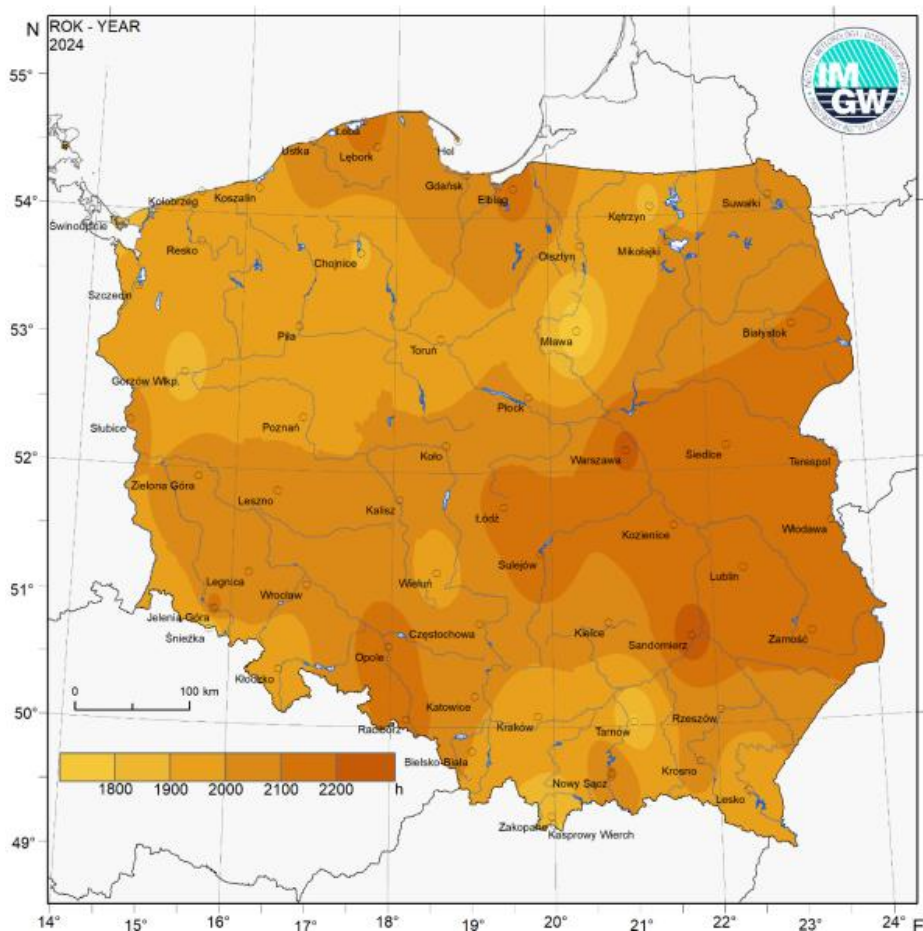 N
ROK - YEAR
2024
IMGW
55°
54°
53°
52°
51°
50°
49°
Łeba
Ustka
Lębork
Hel
Gdańsk
Elbląg
Kołobrzeg
Koszalin
Kętrzyn
Suwałki
Świnoujście
Resko
Chojnice
Olsztyn
Mikołajki
Szczecin
Piła
Toruń
Mława
Białystok
Gorzów Wlkp.
Słubice
Poznań
Płock
Koło
Warszawa
Siedlce
Terespol
Zielona Góra
Leszno
Kalisz
Łódź
Kozienice
Włodawa
Sulejów
Legnica
Wrocław
Wieluń
Lublin
Jelenia Góra
Śnieżka
Częstochowa
Kielce
Sandomierz
Zamość
Opole
Kłodzko
0 100 km
Katowice
Kraków
Tarnów
Rzeszów
Racibórz
Bielsko-Biała
Nowy Sącz
Krosno
Lesko
1800 1900 2000 2100 2200 h
Zakopane
Kasprowy Wierch
14° 15° 16° 17° 18° 19° 20° 21° 22° 23° 24° E